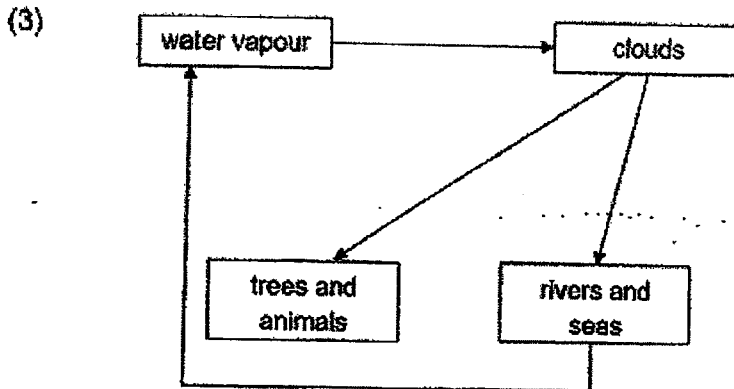 (3)
water vapour
clouds
trees and
animals
rivers and
seas